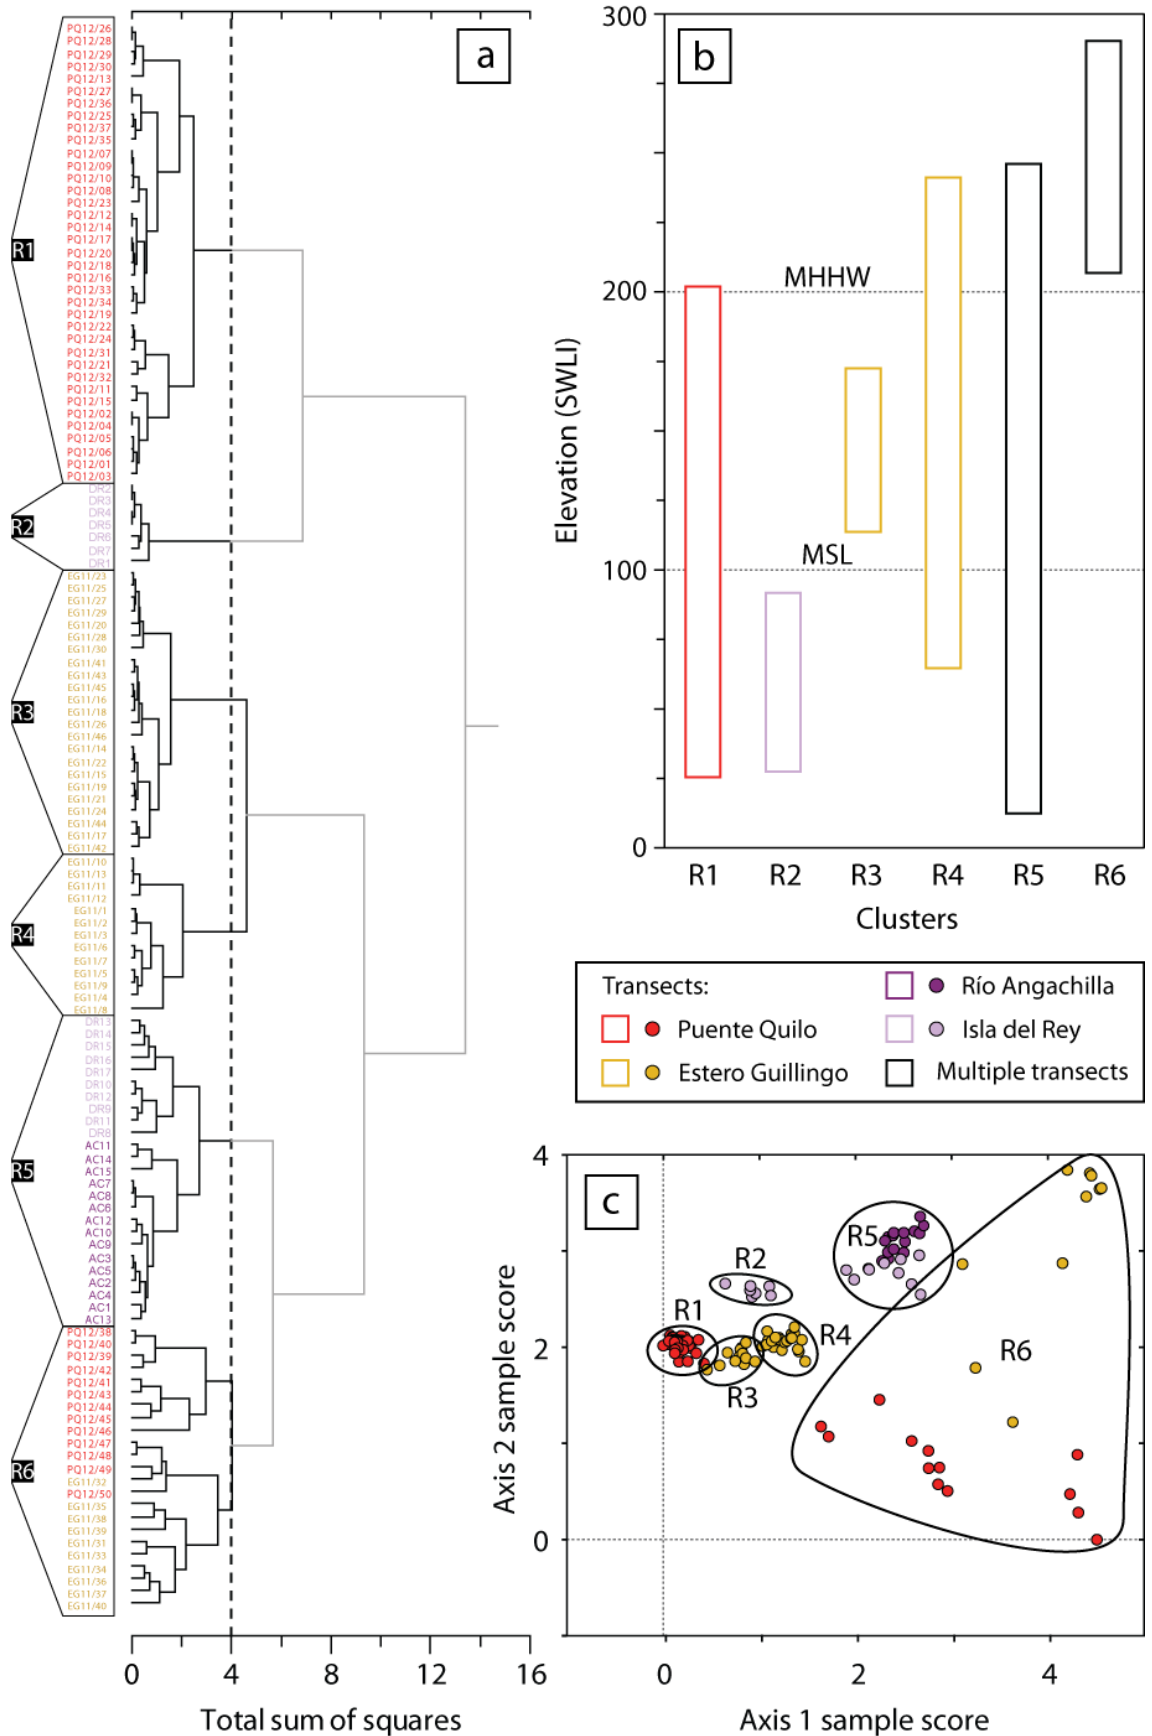 a
R1
PQ12/26
PQ12/28
PQ12/29
PQ12/30
PQ12/13
PQ12/27
PQ12/36
PQ12/25
PQ12/37
PQ12/35
PQ12/07
PQ12/09
PQ12/10
PQ12/08
PQ12/23
PQ12/12
PQ12/14
PQ12/17
PQ12/20
PQ12/18
PQ12/16
PQ12/33
PQ12/34
PQ12/19
PQ12/22
PQ12/24
PQ12/31
PQ12/21
PQ12/32
PQ12/11
PQ12/15
PQ12/02
PQ12/04
PQ12/05
PQ12/06
PQ12/01
PQ12/03
R2
DR2
DR3
DR4
DR5
DR6
DR7
DR1
R3
EG11/23
EG11/25
EG11/27
EG11/29
EG11/20
EG11/28
EG11/30
EG11/41
EG11/43
EG11/45
EG11/16
EG11/18
EG11/26
EG11/46
EG11/14
EG11/22
EG11/15
EG11/19
EG11/21
EG11/24
EG11/44
EG11/17
EG11/42
R4
EG11/10
EG11/13
EG11/11
EG11/12
EG11/1
EG11/2
EG11/3
EG11/6
EG11/7
EG11/5
EG11/9
EG11/4
EG11/8
R5
DR13
DR14
DR15
DR16
DR17
DR10
DR12
DR9
DR11
DR8
AC11
AC14
AC15
AC7
AC8
AC6
AC12
AC10
AC9
AC3
AC5
AC2
AC4
AC1
AC13
R6
PQ12/38
PQ12/40
PQ12/39
PQ12/42
PQ12/41
PQ12/43
PQ12/44
PQ12/45
PQ12/46
PQ12/47
PQ12/48
PQ12/49
EG11/32
PQ12/50
EG11/35
EG11/38
EG11/39
EG11/31
EG11/33
EG11/34
EG11/36
EG11/37
EG11/40
0 4 8 12 16
Total sum of squares
b
300
200
100
0
Elevation (SWLI)
MHHW
MSL
R1 R2 R3 R4 R5 R6
Clusters
Transects:
Puente Quilo
Estero Guillingo
Río Angachilla
Isla del Rey
Multiple transects
c
4
2
0
Axis 2 sample score
R5
R2
R1
R4
R3
R6
0 2 4
Axis 1 sample score